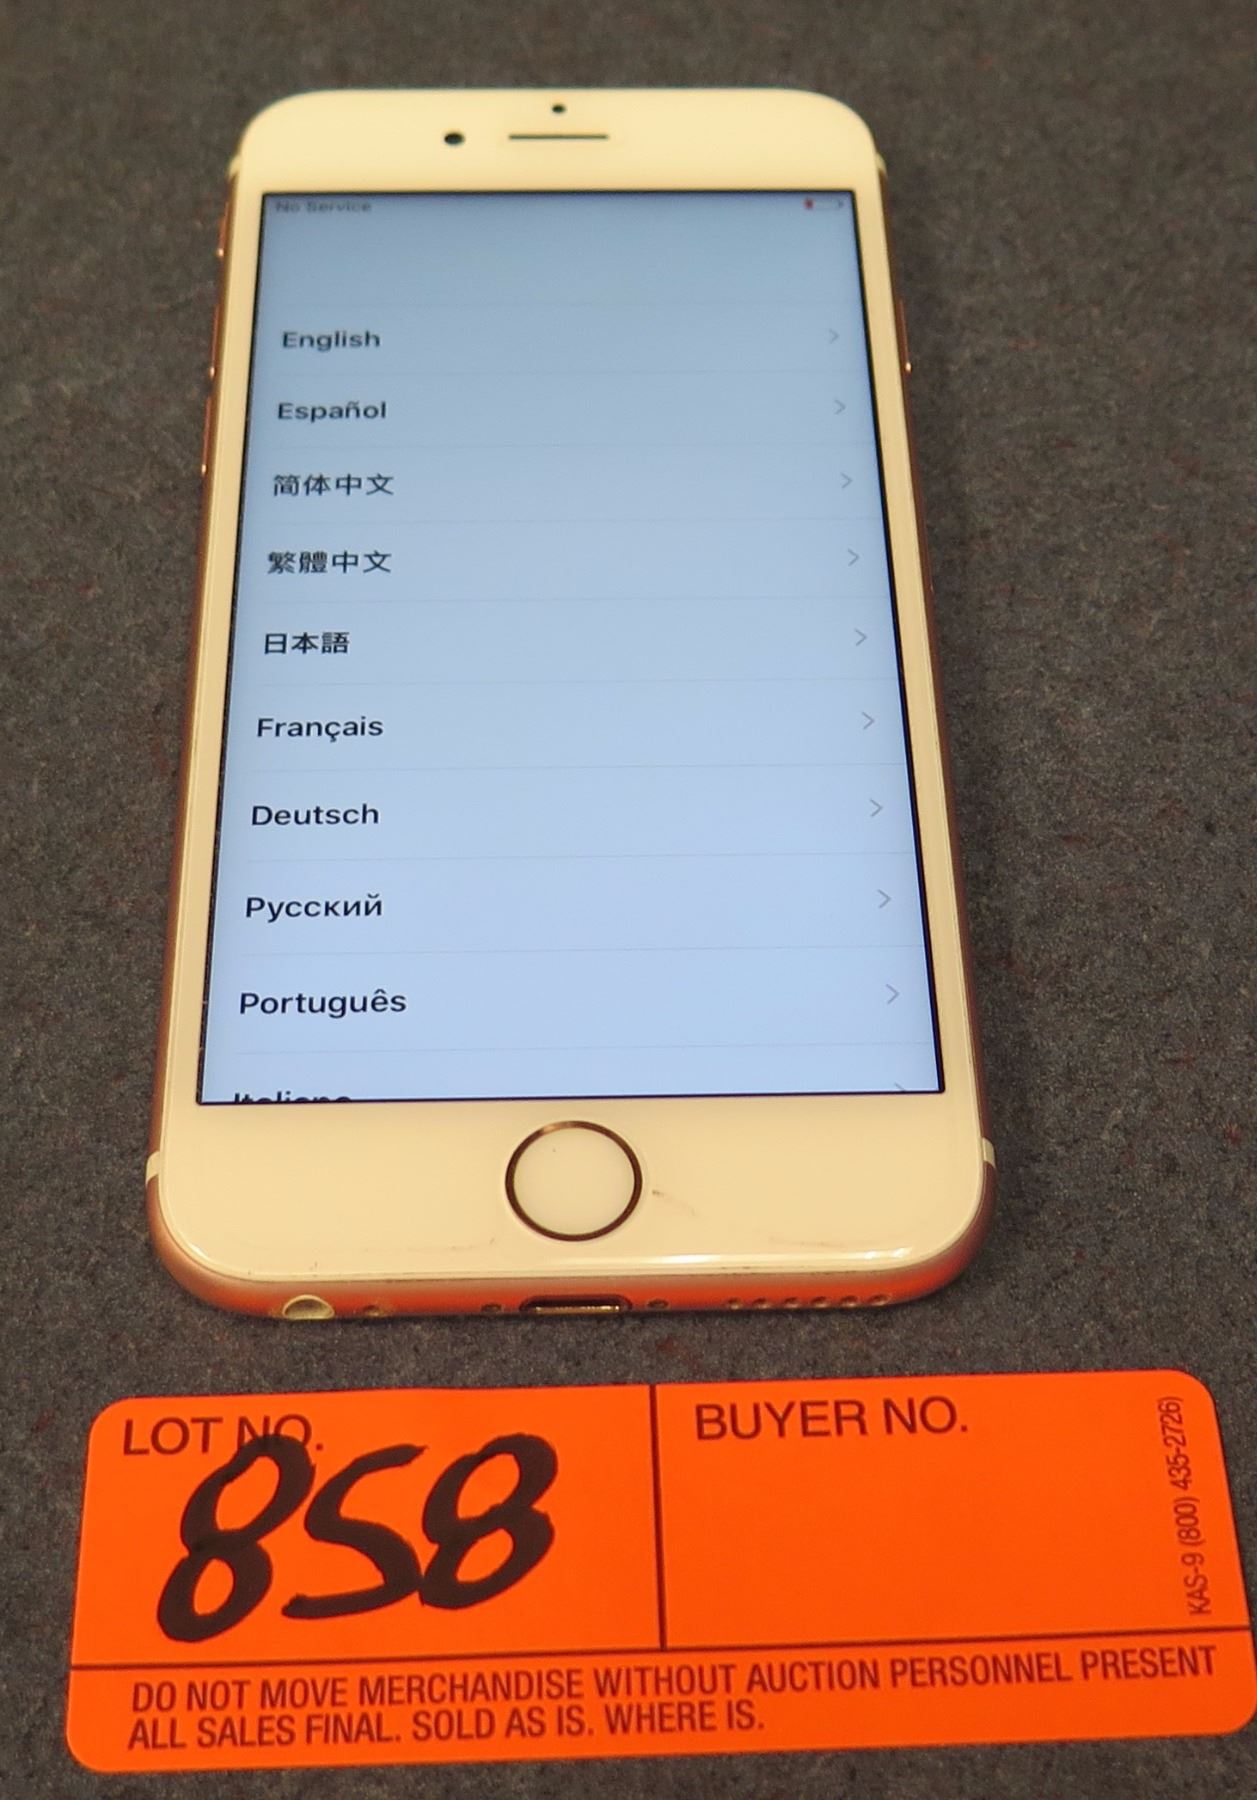 No Service
English
Español
简体中文
繁體中文
日本語
Français
Deutsch
Русский
Português
Italiano
LOT NO.
858
BUYER NO.
KAS-9 (800) 435-2726)
DO NOT MOVE MERCHANDISE WITHOUT AUCTION PERSONNEL PRESENT
ALL SALES FINAL. SOLD AS IS. WHERE IS.